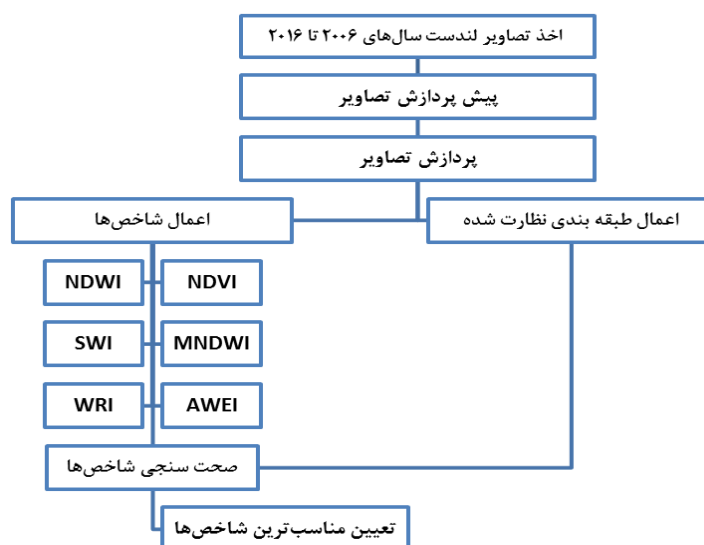 اخذ تصاویر لندست سال‌های ۲۰۰۶ تا ۲۰۱۶
پیش پردازش تصاویر
پردازش تصاویر
اعمال طبقه بندی نظارت شده
اعمال شاخص‌ها
NDWI
NDVI
SWI
MNDWI
WRI
AWEI
صحت سنجی شاخص‌ها
تعیین مناسب‌ترین شاخص‌ها